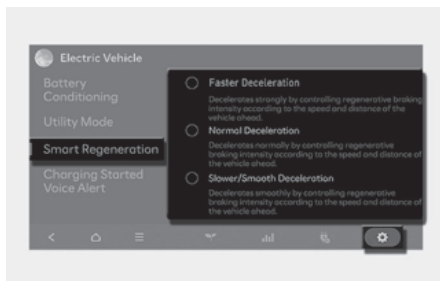 Electric Vehicle
Battery
Conditioning
Utility Mode
Smart Regeneration
Charging Started
Voice Alert
Faster Deceleration
Decelerates strongly by controlling regenerative braking
intensity according to the speed and distance of the
vehicle ahead.
Normal Deceleration
Decelerates normally by controlling regenerative
braking intensity according to the speed and distance of
the vehicle ahead.
Slower/Smooth Deceleration
Decelerates smoothly by controlling regenerative
braking intensity according to the speed and distance of
the vehicle ahead.